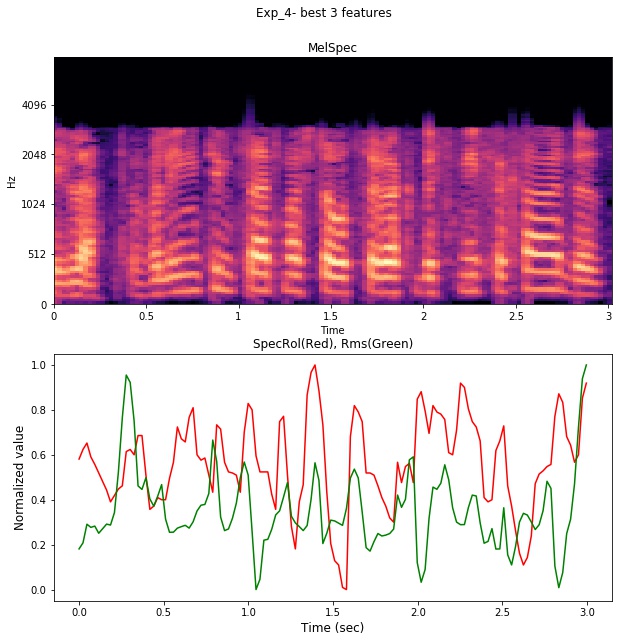 Exp_4- best 3 features
MelSpec
4096
2048
1024
512
0
Hz
0 0.5 1 1.5 2 2.5 3
Time
SpecRol(Red), Rms(Green)
1.0
0.8
0.6
0.4
0.2
0.0
Normalized value
0.0 0.5 1.0 1.5 2.0 2.5 3.0
Time (sec)